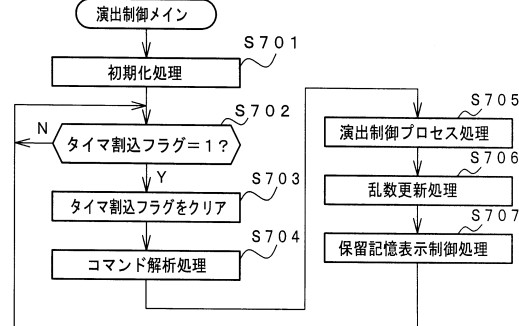 演出制御メイン
S701
初期化処理
S702
N
タイマ割込フラグ=1?
Y
S703
タイマ割込フラグをクリア
S704
コマンド解析処理
S705
演出制御プロセス処理
S706
乱数更新処理
S707
保留記憶表示制御処理